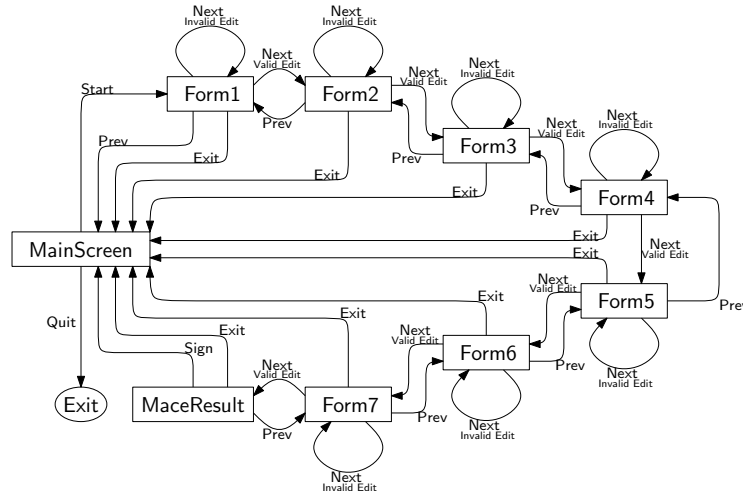 Next
Invalid Edit
Next
Invalid Edit
Next
Valid Edit
Next
Invalid Edit
Next
Valid Edit
Start
Form1
Form2
Prev
Next
Invalid Edit
Next
Valid Edit
Prev
Form3
Exit
Prev
Exit
Exit
Form4
Prev
Exit
MainScreen
Exit
Next
Valid Edit
Next
Valid Edit
Form5
Exit
Prev
Quit
Exit
Next
Valid Edit
Sign
Form6
Next
Valid Edit
Prev
Next
Invalid Edit
Exit
MaceResult
Form7
Prev
Prev
Next
Invalid Edit
Next
Invalid Edit